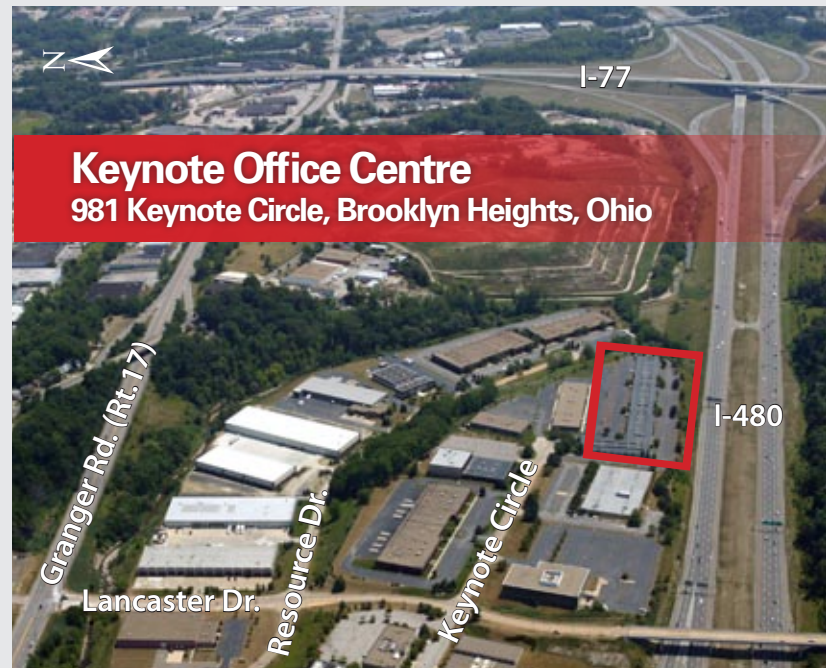 N
I-77
Keynote Office Centre
981 Keynote Circle, Brooklyn Heights, Ohio
Granger Rd. (Rt. 17)
I-480
Keynote Circle
Resource Dr.
Lancaster Dr.